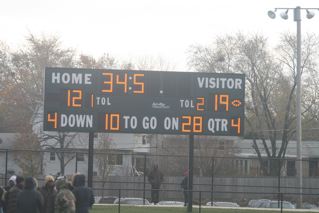 HOME 34:5 VISITOR
12 1 TOL TOL 2 19
4 DOWN 10 TO GO ON 28 QTR 4